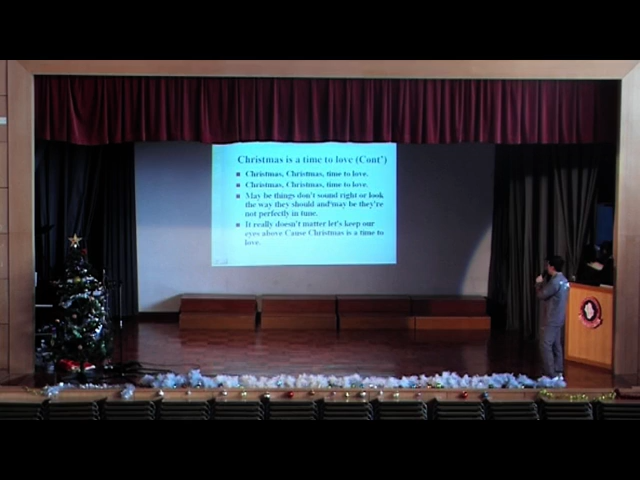 Christmas is a time to love (Cont')
Christmas, Christmas, time to love.
Christmas, Christmas, time to love.
May be things don't sound right or look
the way they should and may be they're
not perfectly in tune.
It really doesn't matter let's keep our
eyes above Cause Christmas is a time to
love.